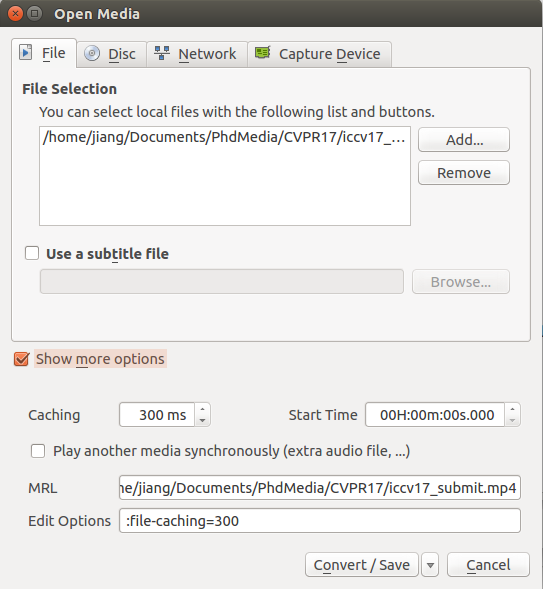 Open Media
File Disc Network Capture Device
File Selection
You can select local files with the following list and buttons.
/home/jiang/Documents/PhdMedia/CVPR17/iccv17_...
Add...
Remove
Use a subtitle file
Browse...
Show more options
Caching 300 ms Start Time 00H:00m:00s.000
Play another media synchronously (extra audio file, ...)
MRL ne/jiang/Documents/PhdMedia/CVPR17/iccv17_submit.mp4
Edit Options :file-caching=300
Convert / Save Cancel